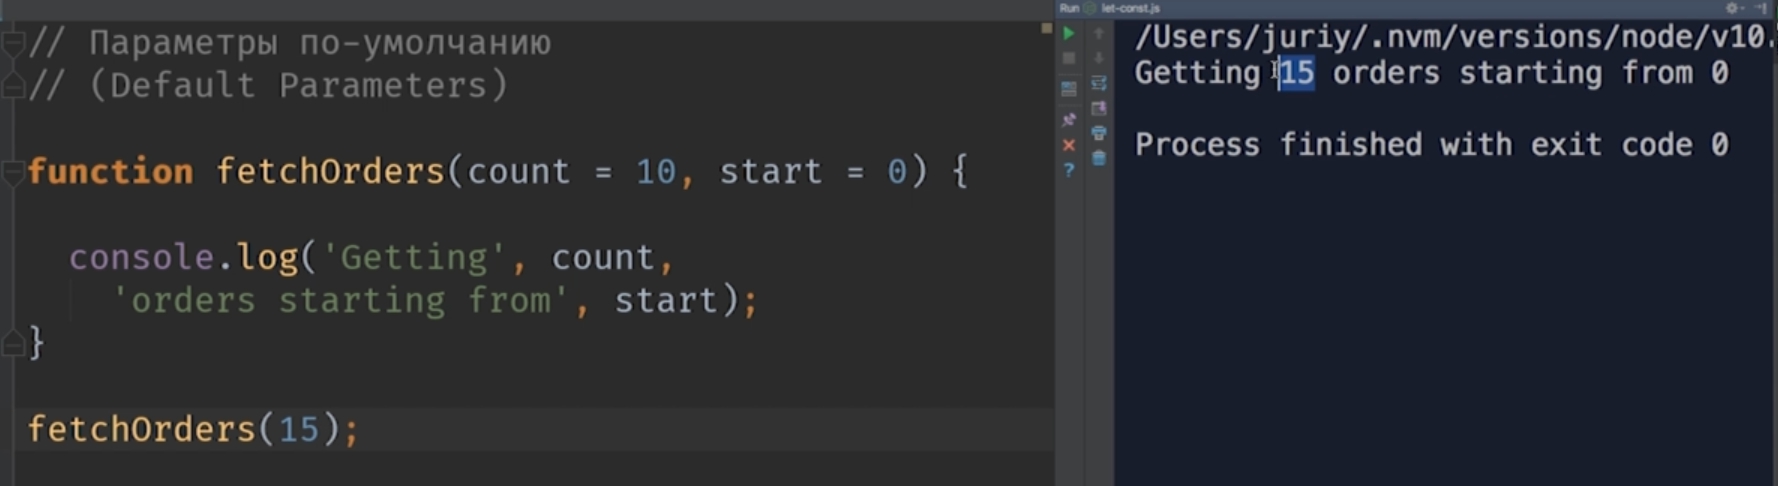 // Параметры по-умолчанию
// (Default Parameters)
function fetchOrders(count = 10, start = 0) {
console.log('Getting', count,
'orders starting from', start);
}
fetchOrders(15);
Run let-const.js
/Users/juriy/.nvm/versions/node/v10.
Getting 15 orders starting from 0
Process finished with exit code 0